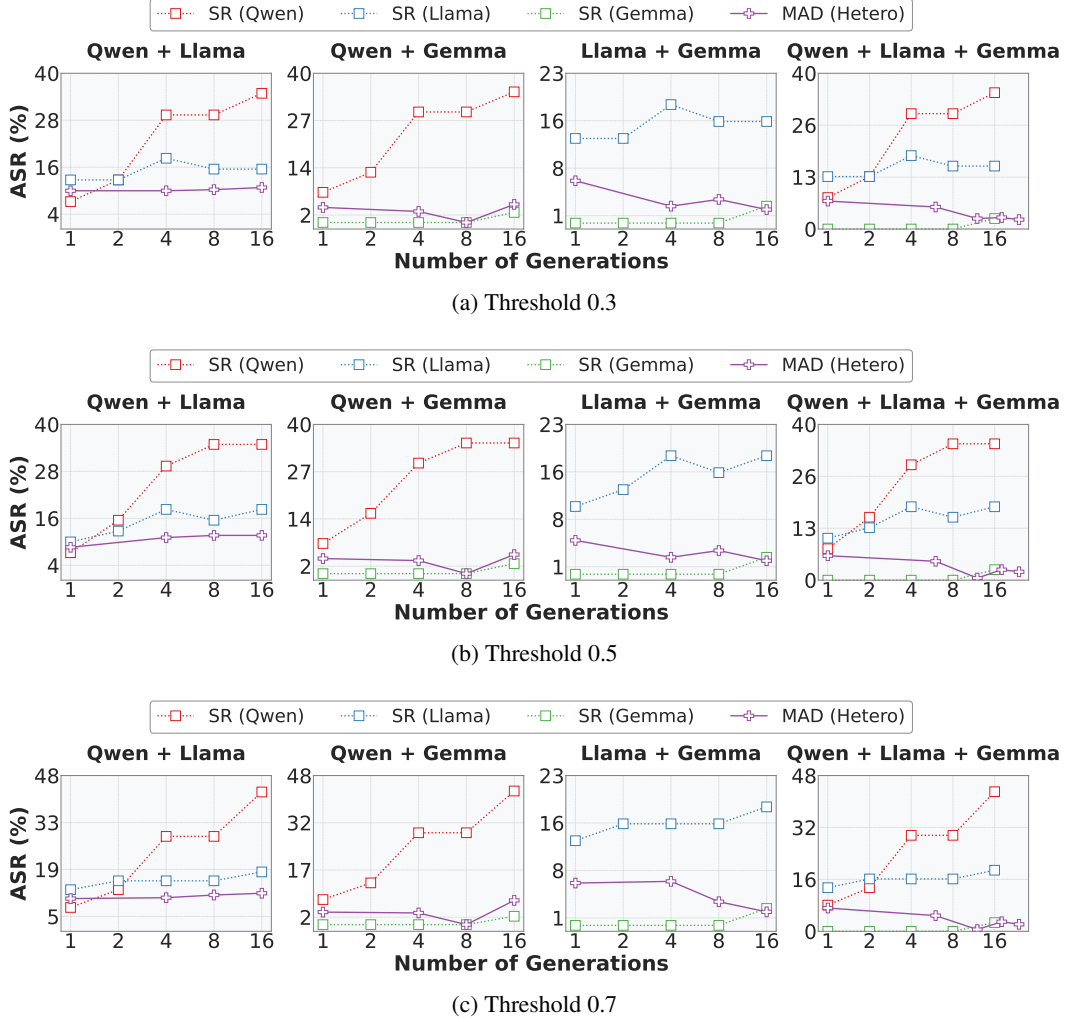 SR (Qwen) SR (Llama) SR (Gemma) MAD (Hetero)
Qwen + Llama Qwen + Gemma Llama + Gemma Qwen + Llama + Gemma
ASR (%)
40 28 16 4
40 27 14 2
23 16 8 1
40 26 13 0
1 2 4 8 16 1 2 4 8 16 1 2 4 8 16 1 2 4 8 16
Number of Generations
(a) Threshold 0.3
SR (Qwen) SR (Llama) SR (Gemma) MAD (Hetero)
Qwen + Llama Qwen + Gemma Llama + Gemma Qwen + Llama + Gemma
ASR (%)
40 28 16 4
40 27 14 2
23 16 8 1
40 26 13 0
1 2 4 8 16 1 2 4 8 16 1 2 4 8 16 1 2 4 8 16
Number of Generations
(b) Threshold 0.5
SR (Qwen) SR (Llama) SR (Gemma) MAD (Hetero)
Qwen + Llama Qwen + Gemma Llama + Gemma Qwen + Llama + Gemma
ASR (%)
48 33 19 5
48 32 17 2
23 16 8 1
48 32 16 0
1 2 4 8 16 1 2 4 8 16 1 2 4 8 16 1 2 4 8 16
Number of Generations
(c) Threshold 0.7